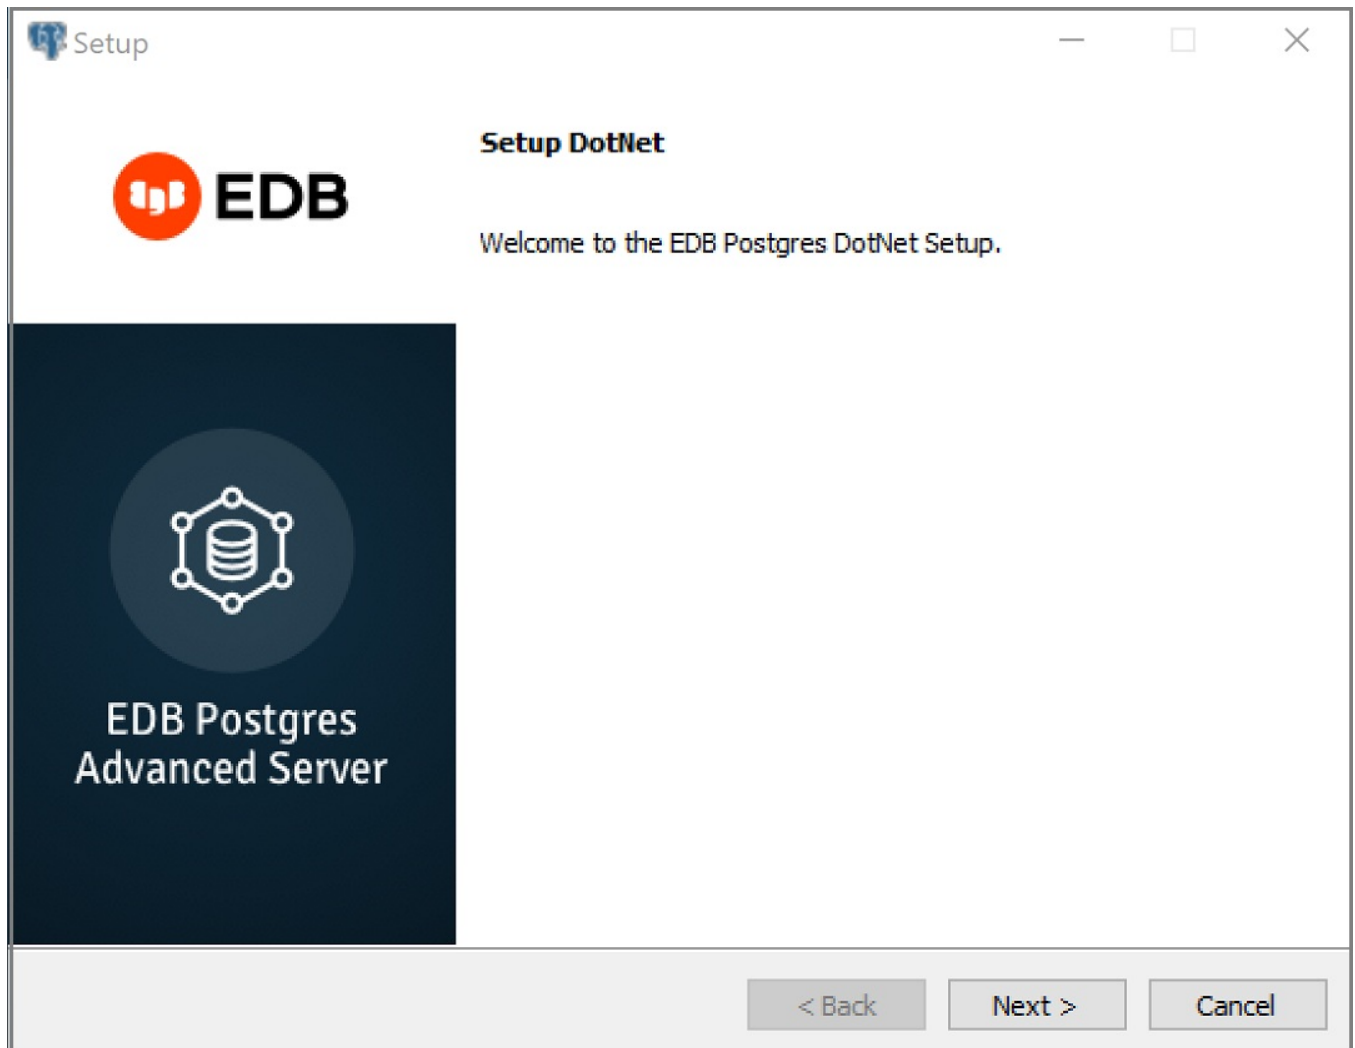 Setup
EDB
Setup DotNet
Welcome to the EDB Postgres DotNet Setup.
EDB Postgres
Advanced Server
< Back
Next >
Cancel